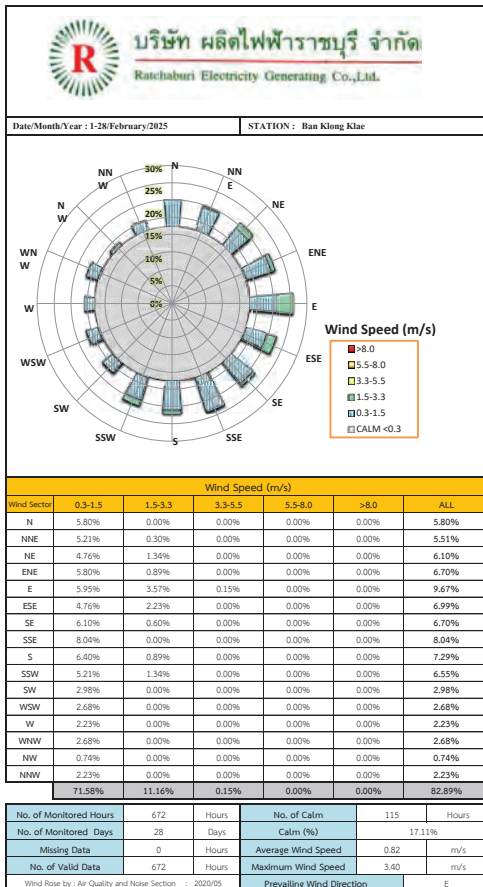 บริษัท ผลิตไฟฟ้าราชบุรี จำกัด
R
Ratchaburi Electricity Generating Co.,Ltd.
Date/Month/Year : 1-28/February/2025 STATION : Ban Klong Klae
N
NN
E
NE
ENE
E
ESE
SE
SSE
S
SSW
SW
WSW
W
WN
W
N
W
NN
W
30%
25%
20%
15%
10%
5%
0%
Wind Speed (m/s)
>8.0
5.5-8.0
3.3-5.5
1.5-3.3
0.3-1.5
CALM <0.3
Wind Speed (m/s)
Wind Sector 0.3-1.5 1.5-3.3 3.3-5.5 5.5-8.0 >8.0 ALL
N 5.80% 0.00% 0.00% 0.00% 0.00% 5.80%
NNE 5.21% 0.30% 0.00% 0.00% 0.00% 5.51%
NE 4.76% 1.34% 0.00% 0.00% 0.00% 6.10%
ENE 5.80% 0.89% 0.00% 0.00% 0.00% 6.70%
E 5.95% 3.57% 0.15% 0.00% 0.00% 9.67%
ESE 4.76% 2.23% 0.00% 0.00% 0.00% 6.99%
SE 6.10% 0.60% 0.00% 0.00% 0.00% 6.70%
SSE 8.04% 0.00% 0.00% 0.00% 0.00% 8.04%
S 6.40% 0.89% 0.00% 0.00% 0.00% 7.29%
SSW 5.21% 1.34% 0.00% 0.00% 0.00% 6.55%
SW 2.98% 0.00% 0.00% 0.00% 0.00% 2.98%
WSW 2.68% 0.00% 0.00% 0.00% 0.00% 2.68%
W 2.23% 0.00% 0.00% 0.00% 0.00% 2.23%
WNW 2.68% 0.00% 0.00% 0.00% 0.00% 2.68%
NW 0.74% 0.00% 0.00% 0.00% 0.00% 0.74%
NNW 2.23% 0.00% 0.00% 0.00% 0.00% 2.23%
71.58% 11.16% 0.15% 0.00% 0.00% 82.89%
No. of Monitored Hours 672 Hours No. of Calm 115 Hours
No. of Monitored Days 28 Days Calm (%) 17.11%
Missing Data 0 Hours Average Wind Speed 0.82 m/s
No. of Valid Data 672 Hours Maximum Wind Speed 3.40 m/s
Wind Rose by : Air Quality and Noise Section : 2020/05 Prevailing Wind Direction E